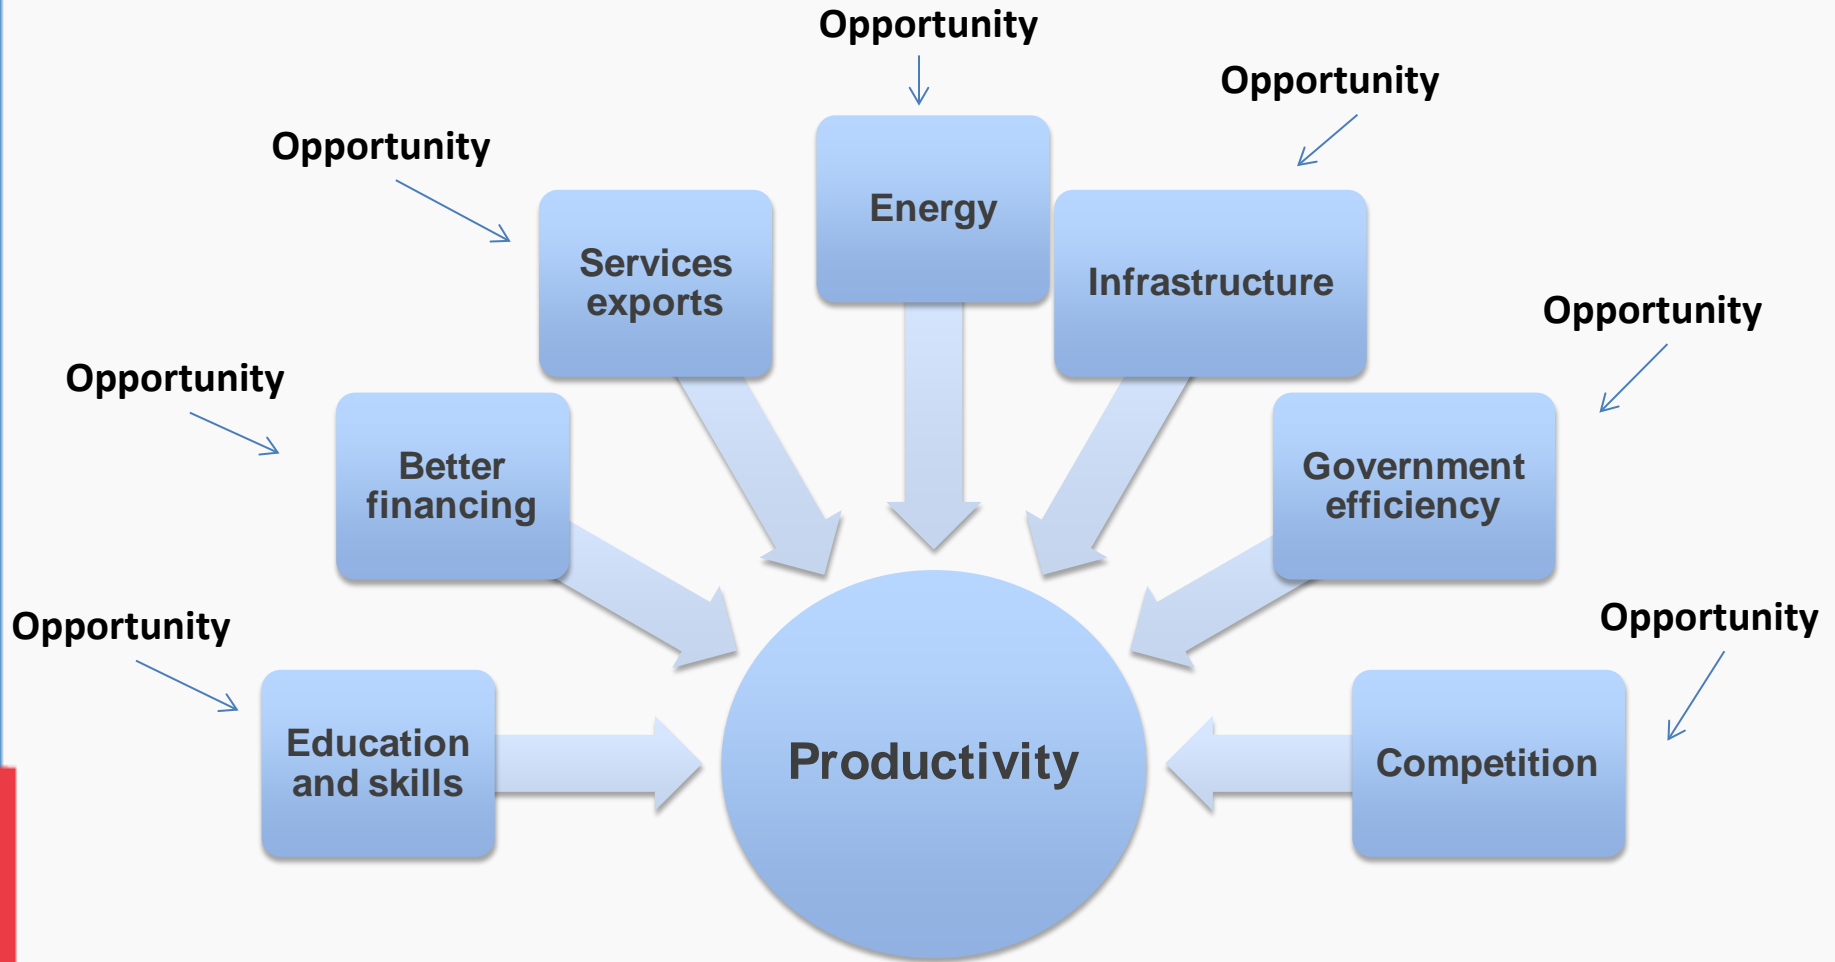 Opportunity
Opportunity
Opportunity
Energy
Services
exports
Infrastructure
Opportunity
Opportunity
Better
financing
Government
efficiency
Opportunity
Opportunity
Education
and skills
Productivity
Competition